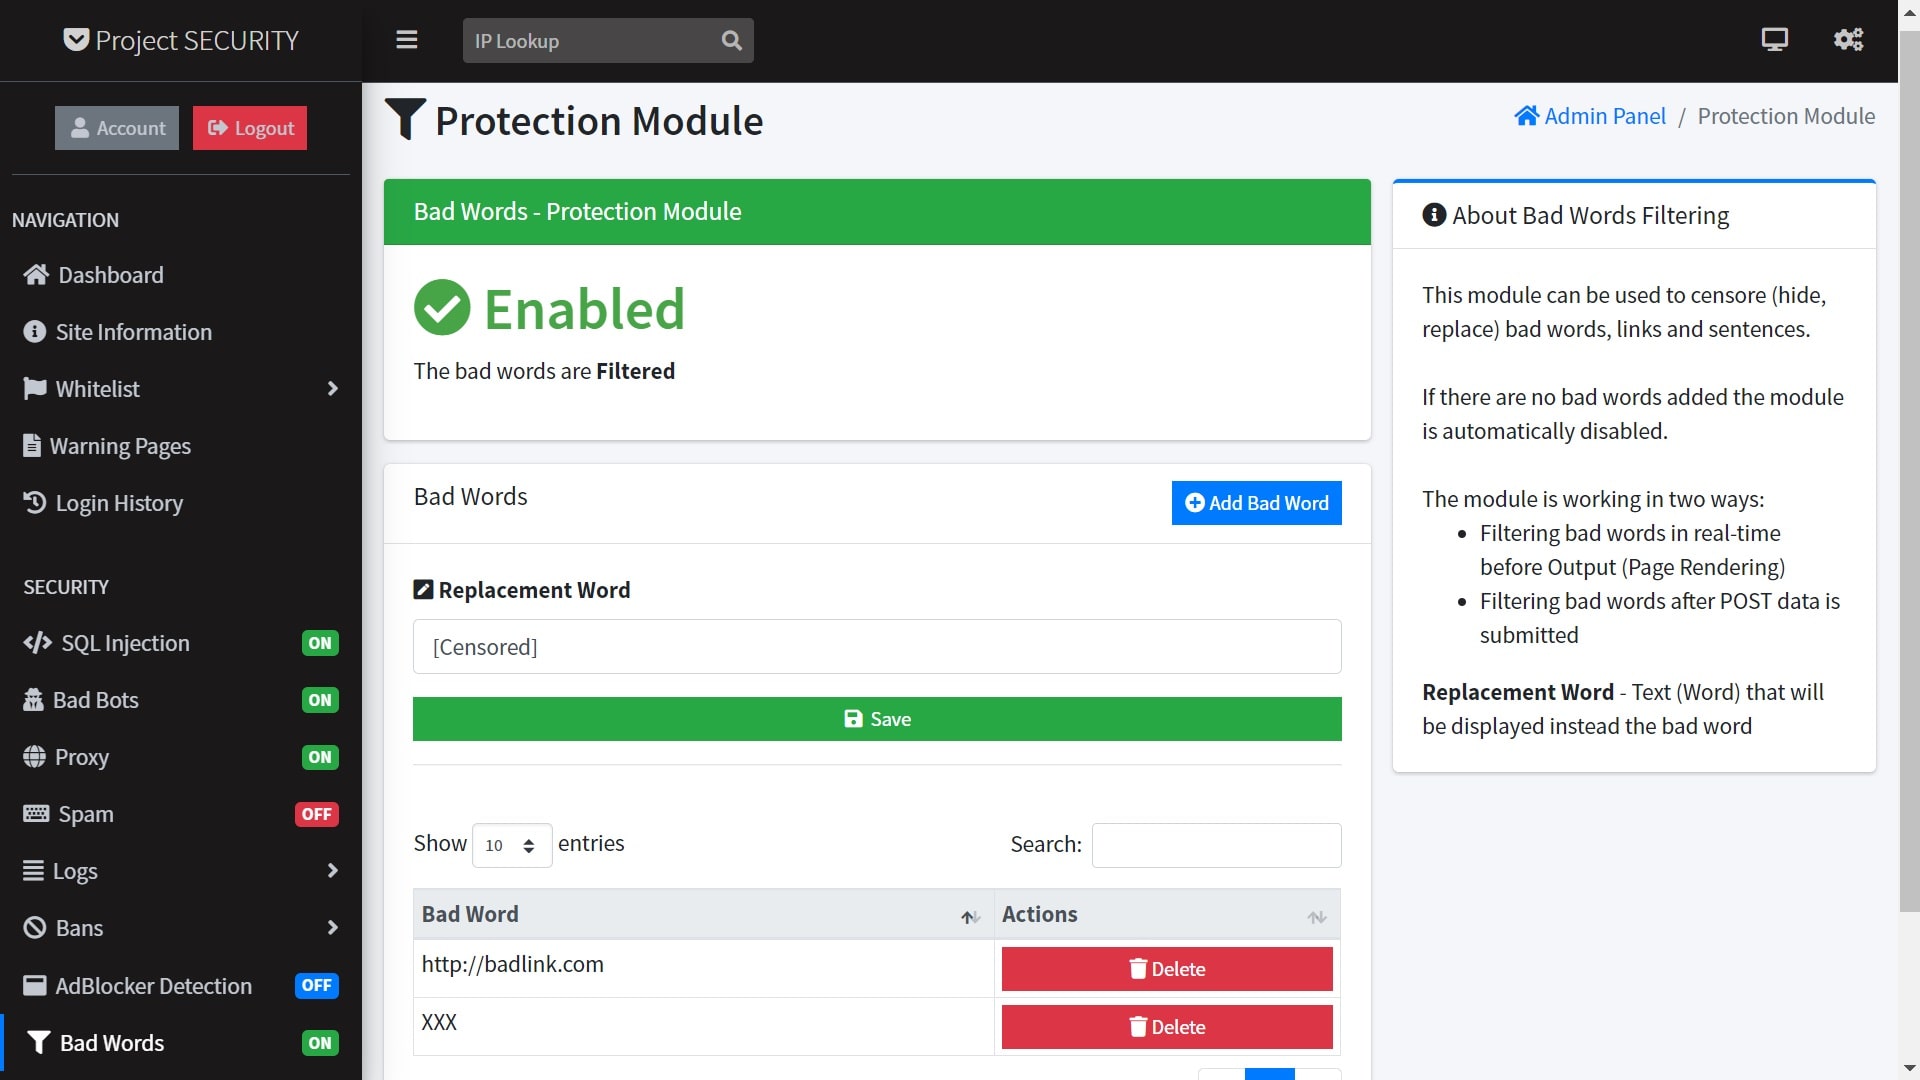 Project SECURITY
IP Lookup
Account
Logout
NAVIGATION
Dashboard
Site Information
Whitelist
Warning Pages
Login History
SECURITY
SQL Injection ON
Bad Bots ON
Proxy ON
Spam OFF
Logs
Bans
AdBlocker Detection OFF
Bad Words ON
Protection Module
Admin Panel / Protection Module
Bad Words - Protection Module
Enabled
The bad words are Filtered
Bad Words
Add Bad Word
Replacement Word
[Censored]
Save
Show 10 entries
Search:
Bad Word Actions
http://badlink.com Delete
XXX Delete
About Bad Words Filtering
This module can be used to censore (hide,
replace) bad words, links and sentences.
If there are no bad words added the module
is automatically disabled.
The module is working in two ways:
• Filtering bad words in real-time
before Output (Page Rendering)
• Filtering bad words after POST data is
submitted
Replacement Word - Text (Word) that will
be displayed instead the bad word